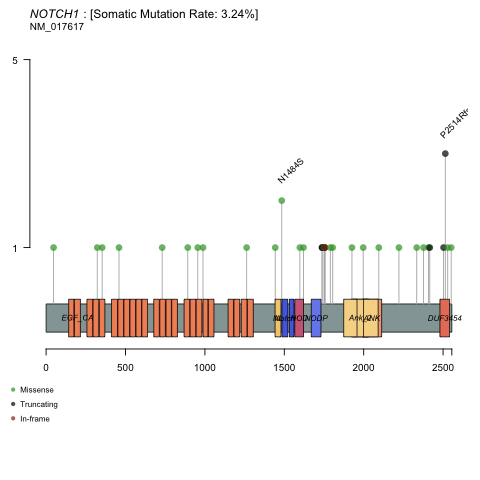 NOTCH1 : [Somatic Mutation Rate: 3.24%]
NM_017617
5
P2514Rfs
N1484S
1
EGF_CA
NOD
NODP
Ank_2
ANK
DUF3454
0
500
1000
1500
2000
2500
Missense
Truncating
In-frame